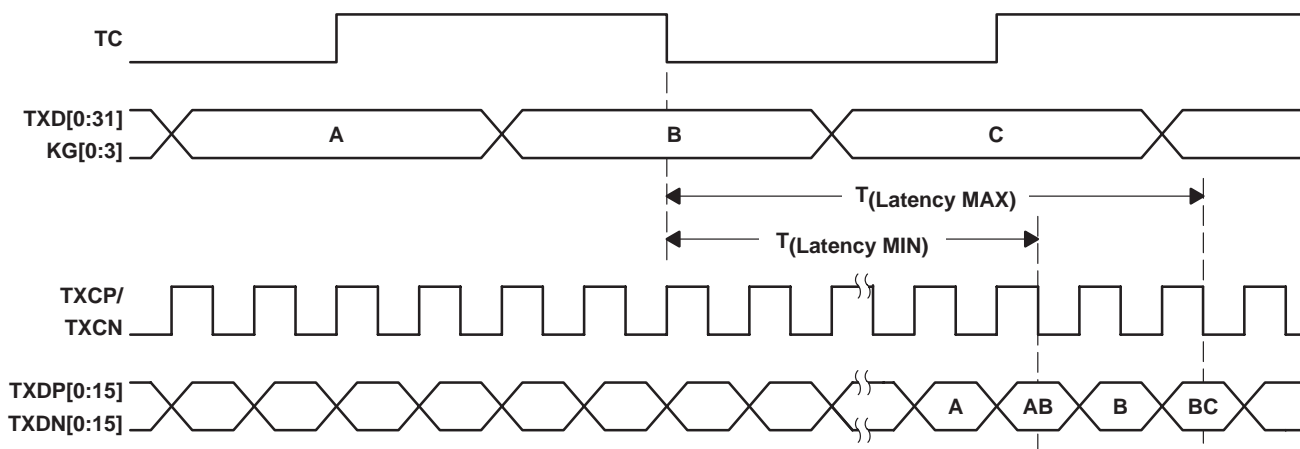 TC
TXD[0:31]
KG[0:3]
A
B
C
T(Latency MAX)
T(Latency MIN)
TXCP/
TXCN
TXDP[0:15]
TXDN[0:15]
A
AB
B
BC